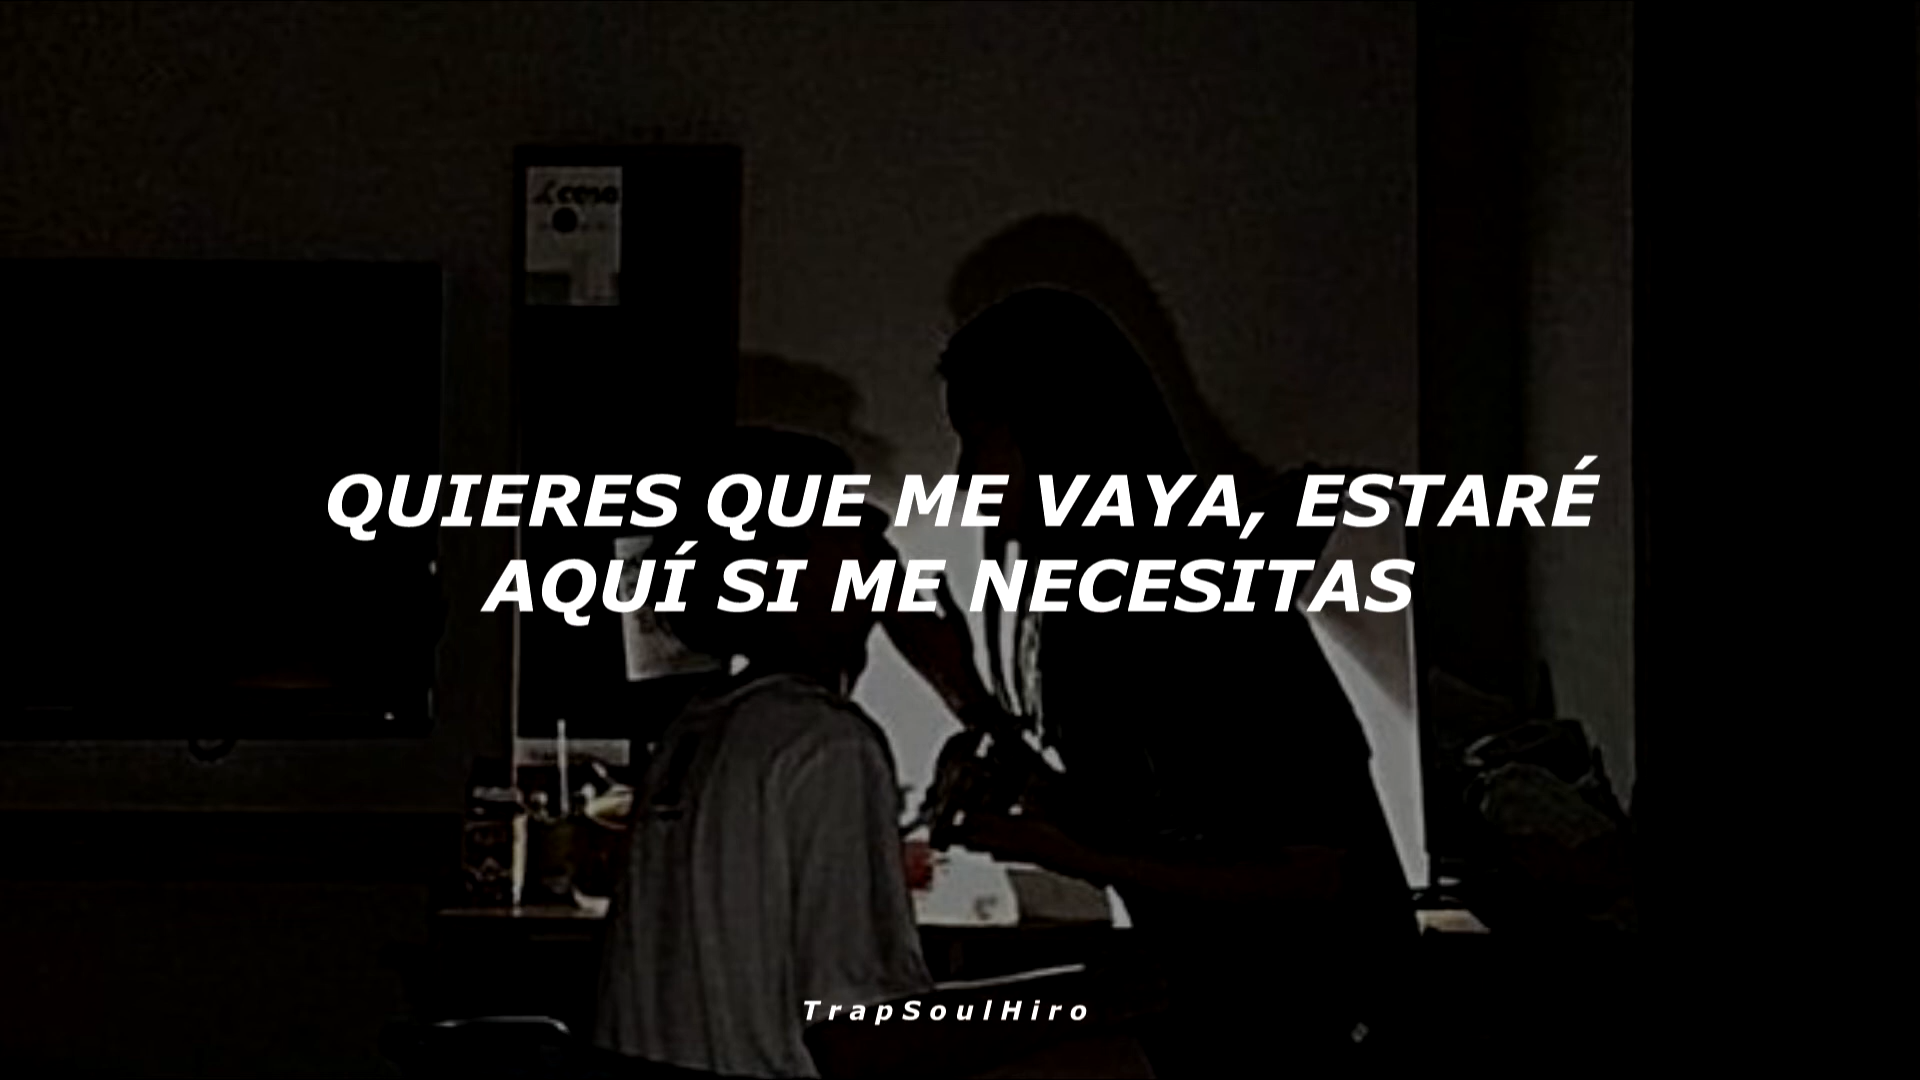 QUIERES QUE ME VAYA, ESTARÉ
AQUÍ SI ME NECESITAS
TrapSoulHiro